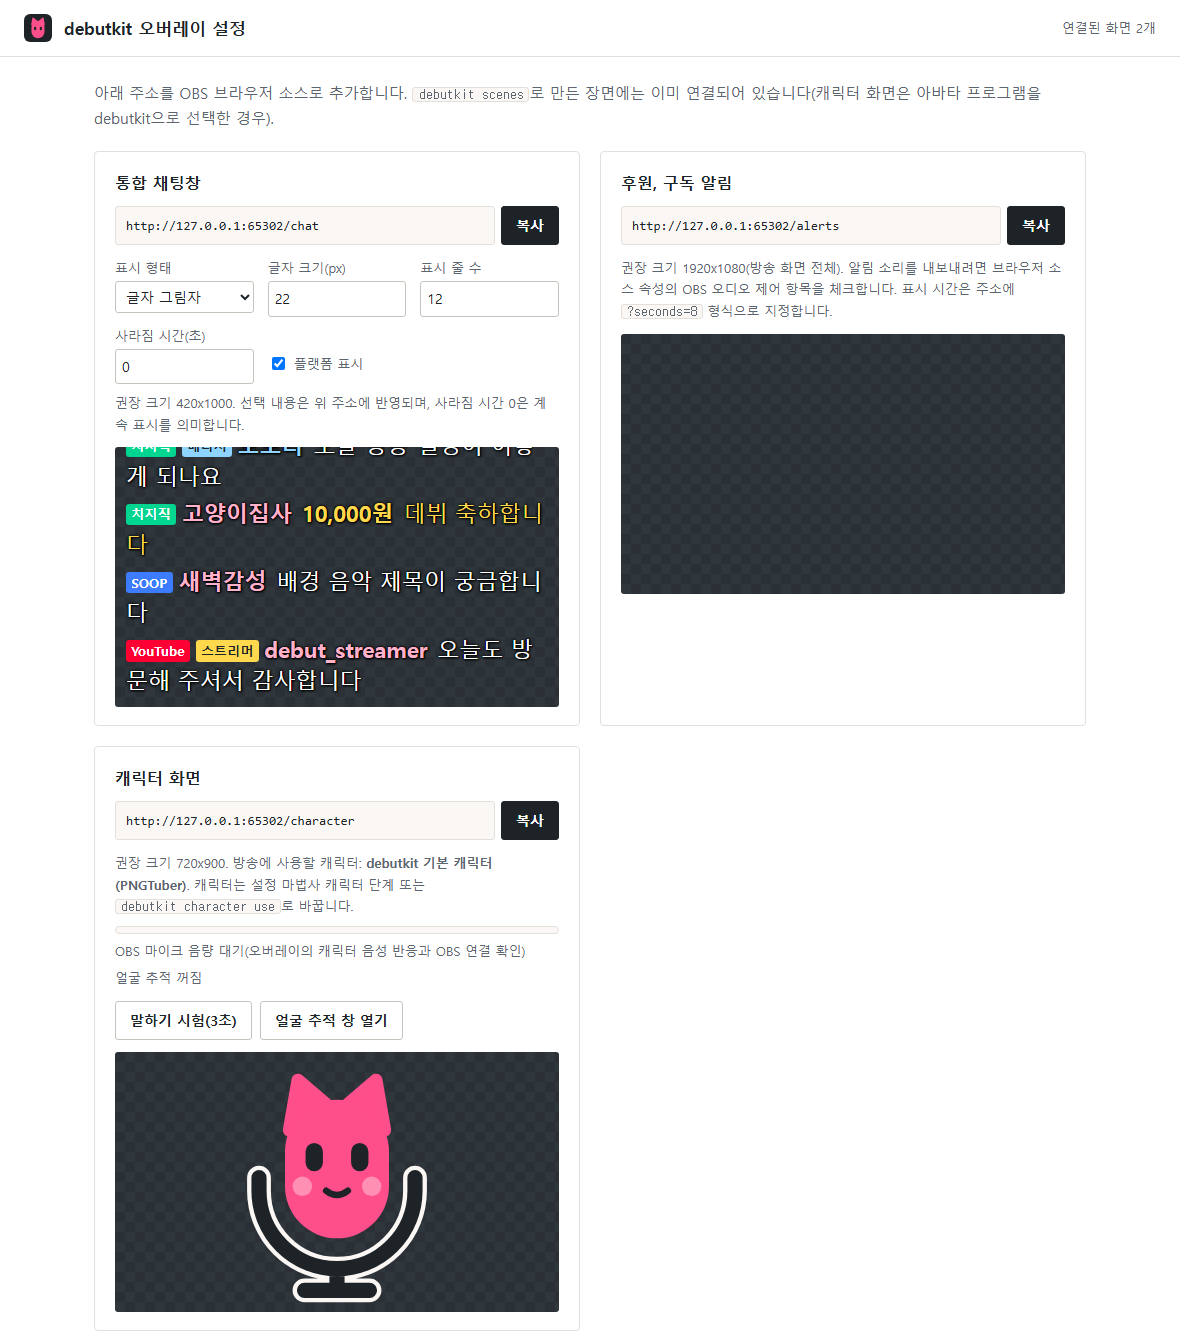 debutkit 오버레이 설정
연결된 화면 2개
아래 주소를 OBS 브라우저 소스로 추가합니다. debutkit scenes로 만든 장면에는 이미 연결되어 있습니다(캐릭터 화면은 아바타 프로그램을
debutkit으로 선택한 경우).
통합 채팅창
http://127.0.0.1:65302/chat
복사
표시 형태
글자 크기(px)
표시 줄 수
글자 그림자
22
12
사라짐 시간(초)
0
플랫폼 표시
권장 크기 420x1000. 선택 내용은 위 주소에 반영되며, 사라짐 시간 0은 계
속 표시를 의미합니다.
게 되나요
치지직 고양이집사 10,000원 데뷔 축하합니
다
SOOP 새벽감성 배경 음악 제목이 궁금합니
다
YouTube 스트리머 debut_streamer 오늘도 방
문해 주셔서 감사합니다
후원, 구독 알림
http://127.0.0.1:65302/alerts
복사
권장 크기 1920x1080(방송 화면 전체). 알림 소리를 내보내려면 브라우저 소
스 속성의 OBS 오디오 제어 항목을 체크합니다. 표시 시간은 주소에
?seconds=8 형식으로 지정합니다.
캐릭터 화면
http://127.0.0.1:65302/character
복사
권장 크기 720x900. 방송에 사용할 캐릭터: debutkit 기본 캐릭터
(PNGTuber). 캐릭터는 설정 마법사 캐릭터 단계 또는
debutkit character use로 바꿉니다.
OBS 마이크 음량 대기(오버레이의 캐릭터 음성 반응과 OBS 연결 확인)
얼굴 추적 꺼짐
말하기 시험(3초)
얼굴 추적 창 열기